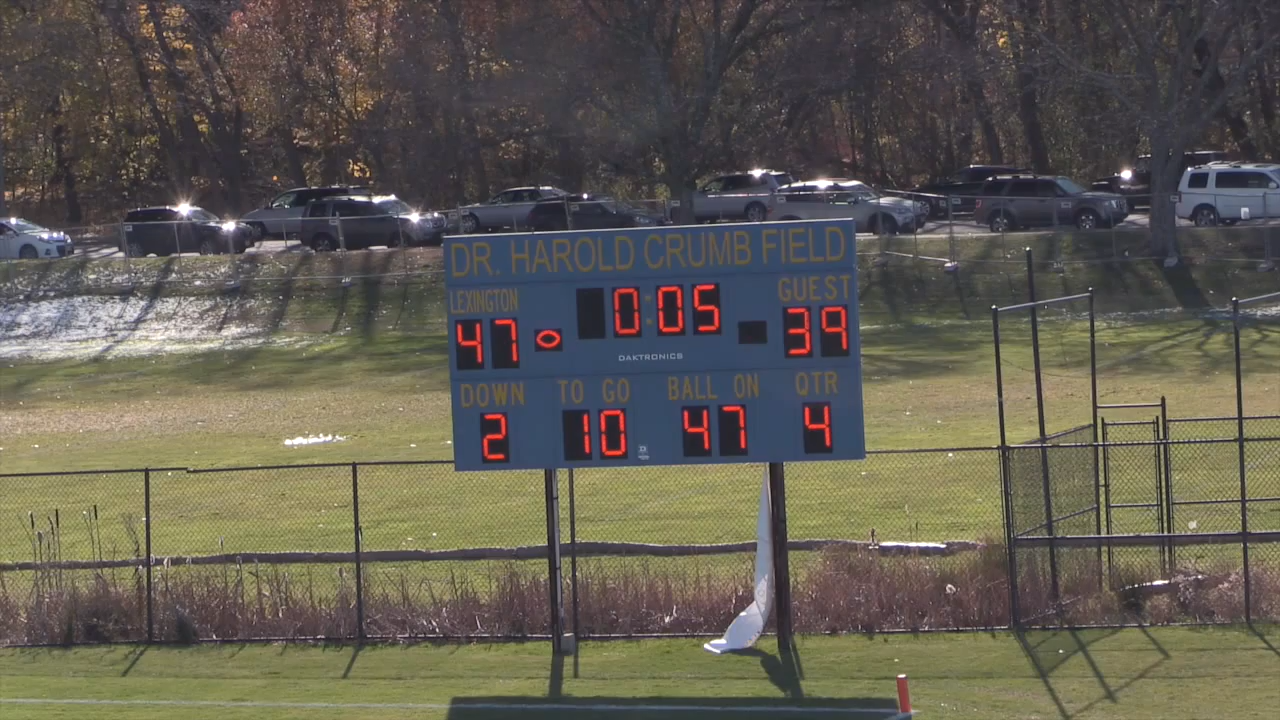 DR. HAROLD CRUMB FIELD
LEXINGTON 0:05 GUEST
47 39
DAKTRONICS
DOWN TO GO BALL ON QTR
2 10 47 4